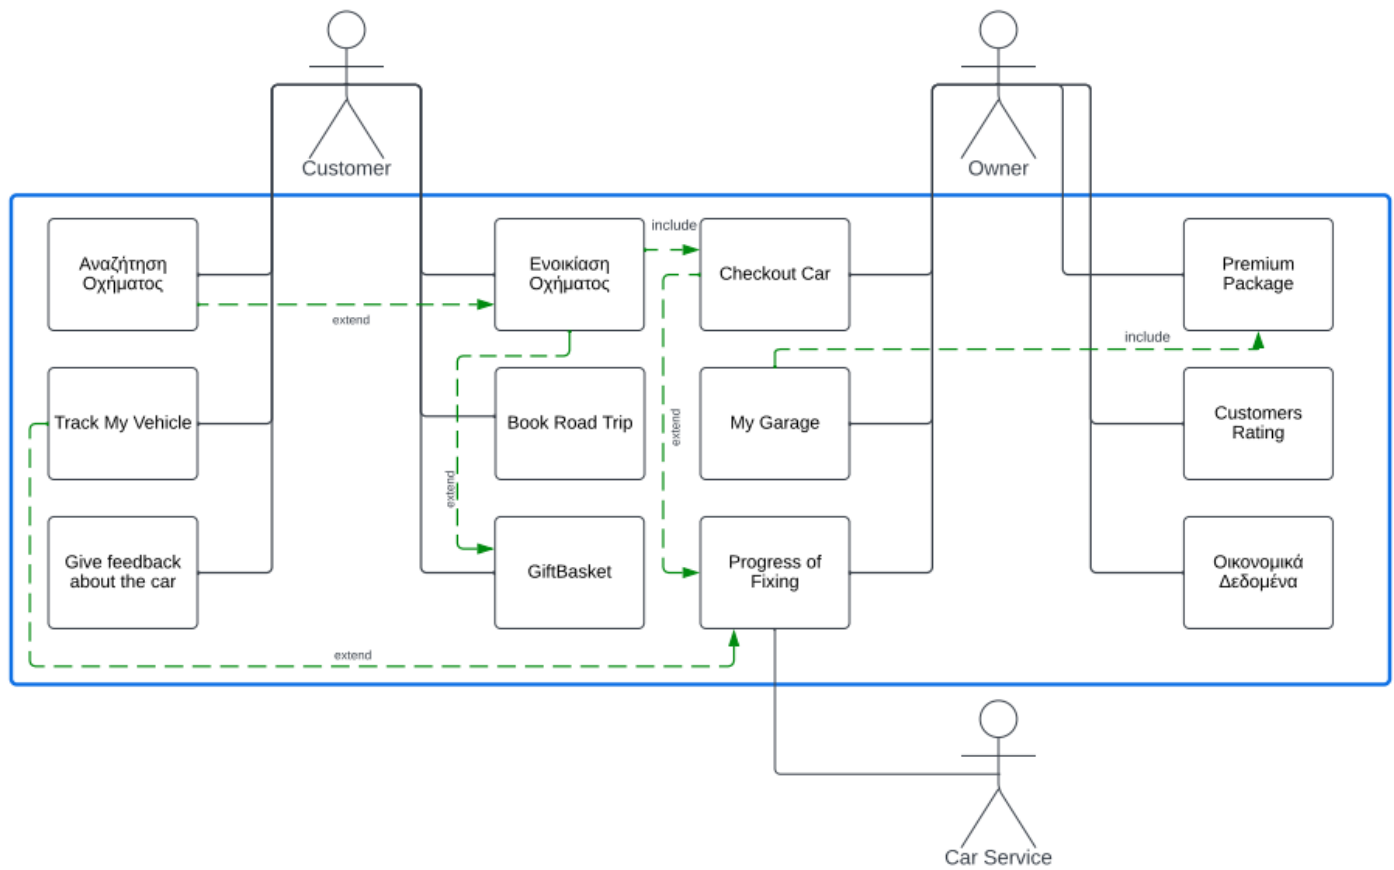 Customer
Owner
Αναζήτηση
Οχήματος
extend
Ενοικίαση
Οχήματος
include
Checkout Car
Premium
Package
include
Track My Vehicle
Book Road Trip
extend
extend
My Garage
Customers
Rating
Give feedback
about the car
GiftBasket
Progress of
Fixing
Οικονομικά
Δεδομένα
extend
Car Service